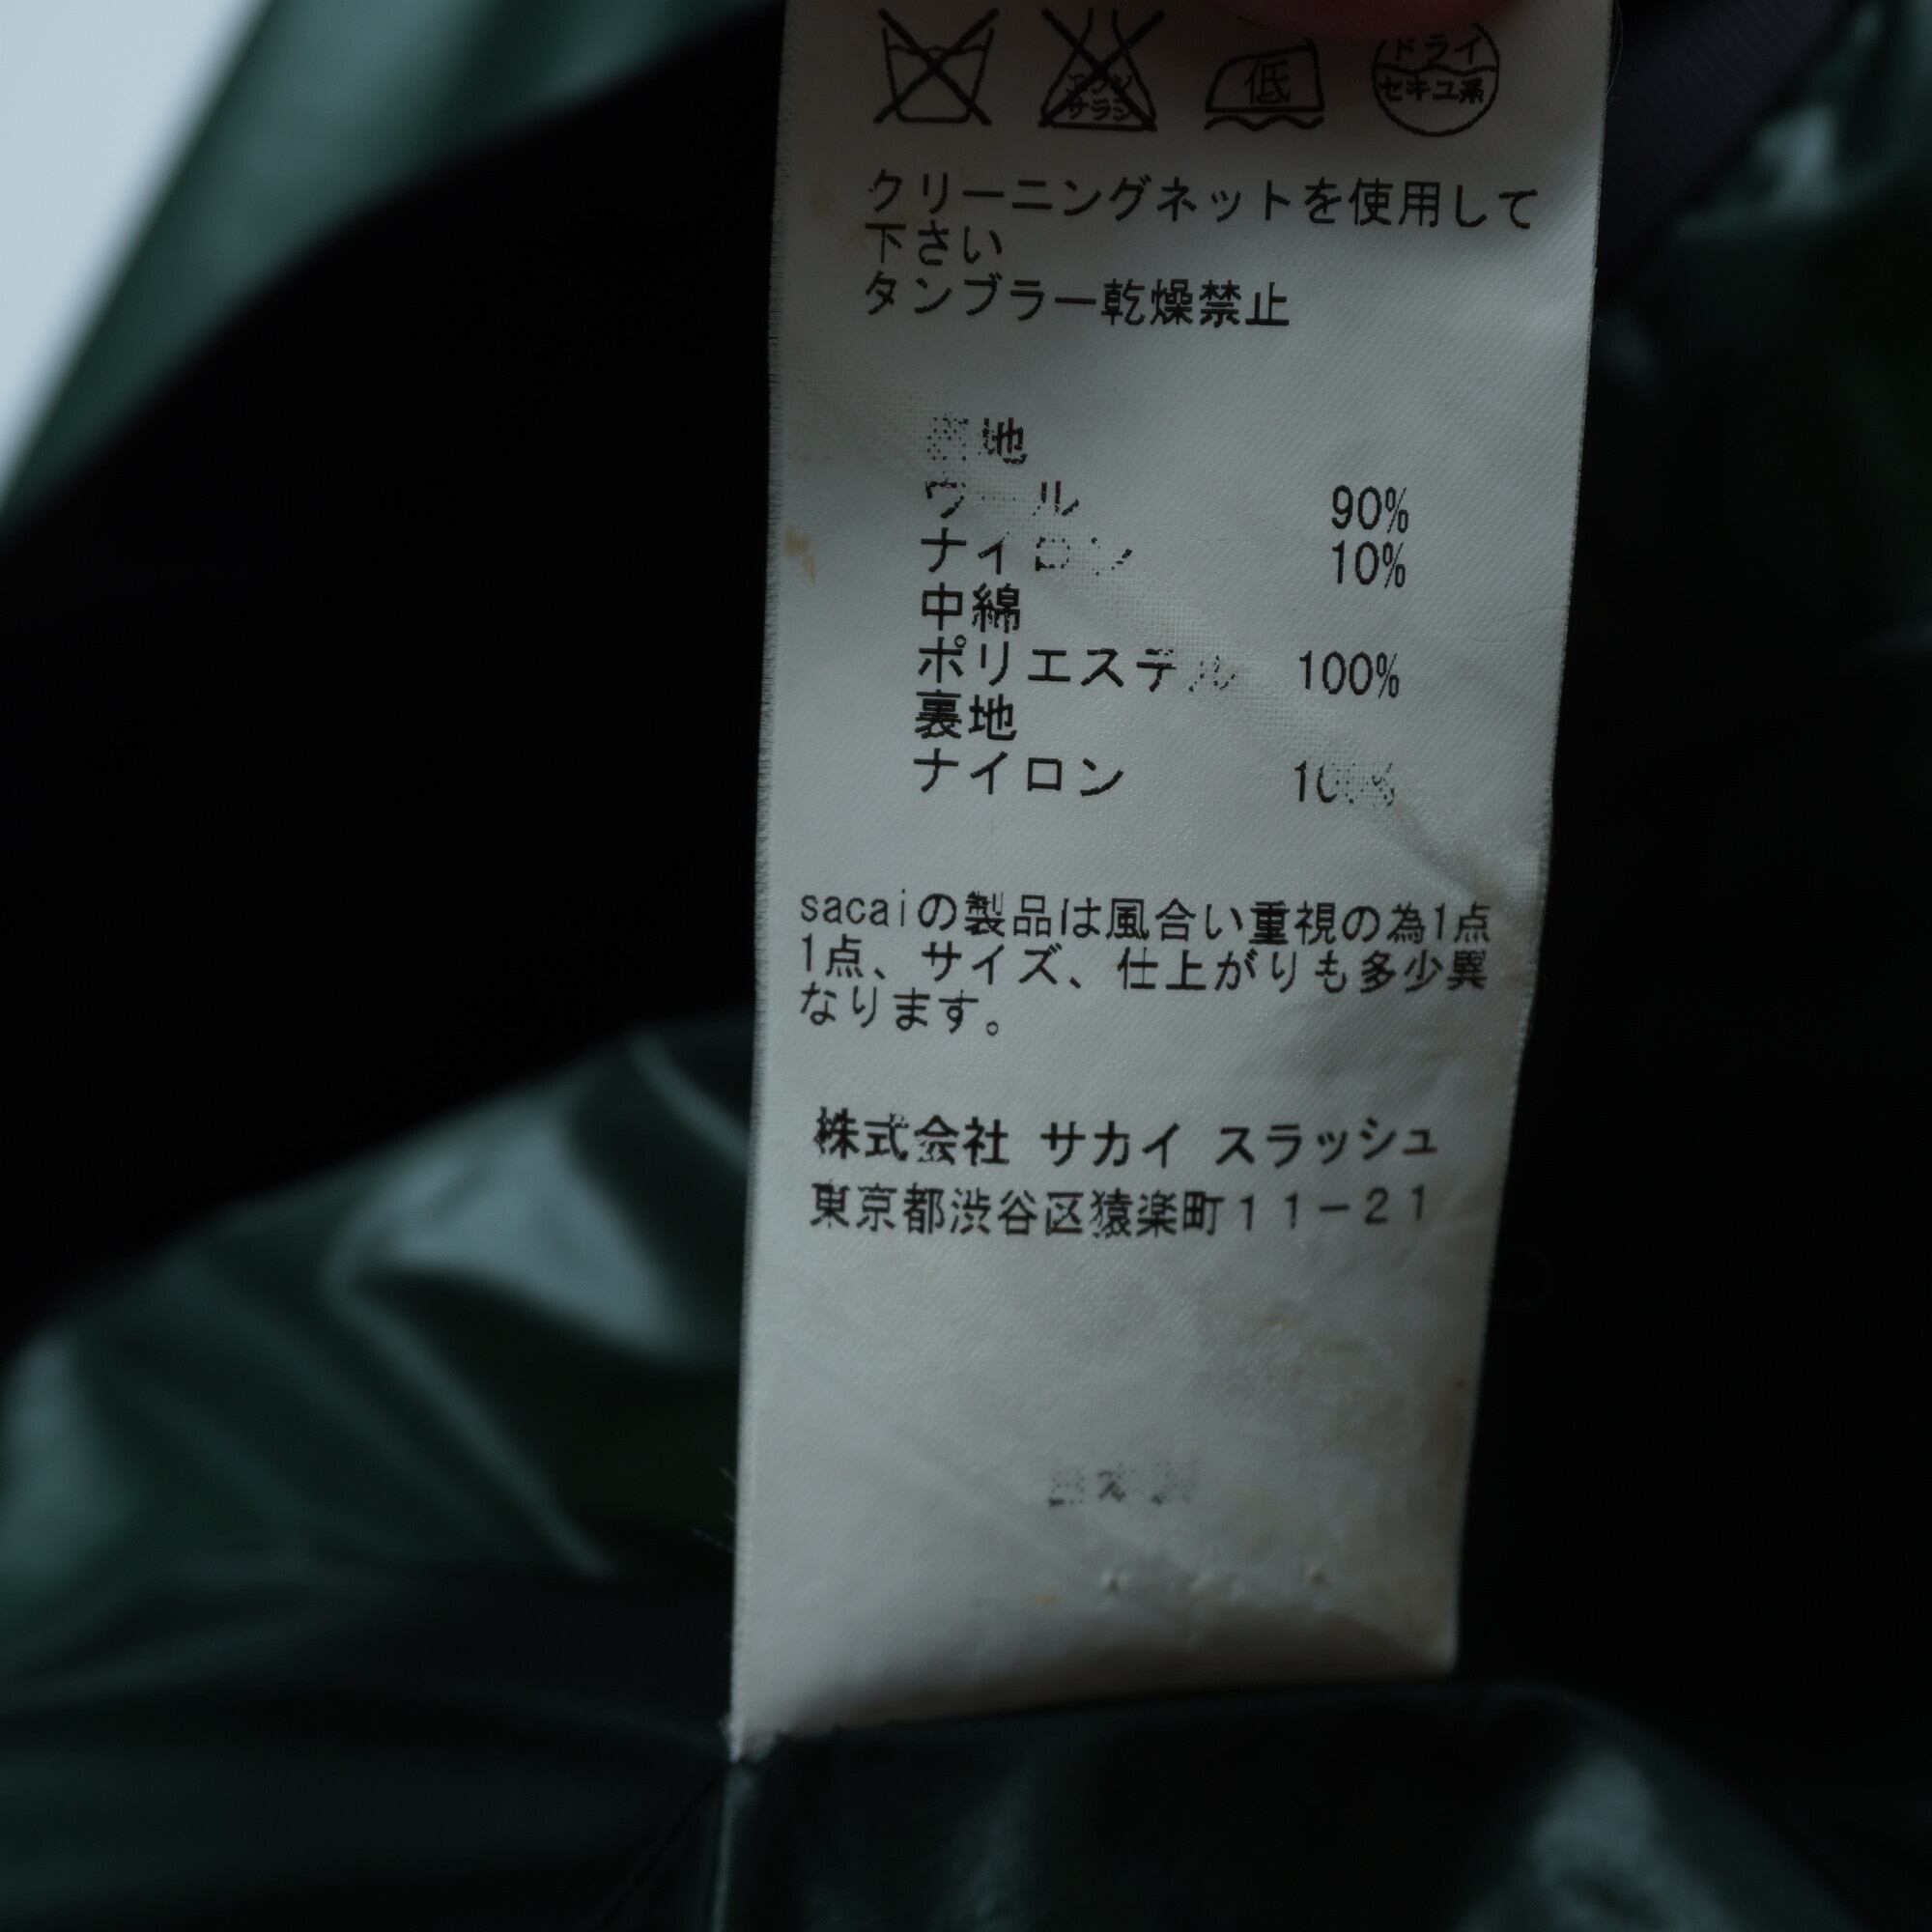 低
ドライ
セキユ系
クリーニングネットを使用して
下さい
タンブラー乾燥禁止
地
ウール 90%
ナイロン 10%
中綿
ポリエステル 100%
裏地
ナイロン 100%
sacaiの製品は風合い重視の為1点
1点、サイズ、仕上がりも多少異
なります。
株式会社 サカイ スラッシュ
東京都渋谷区猿楽町11-21
日本製